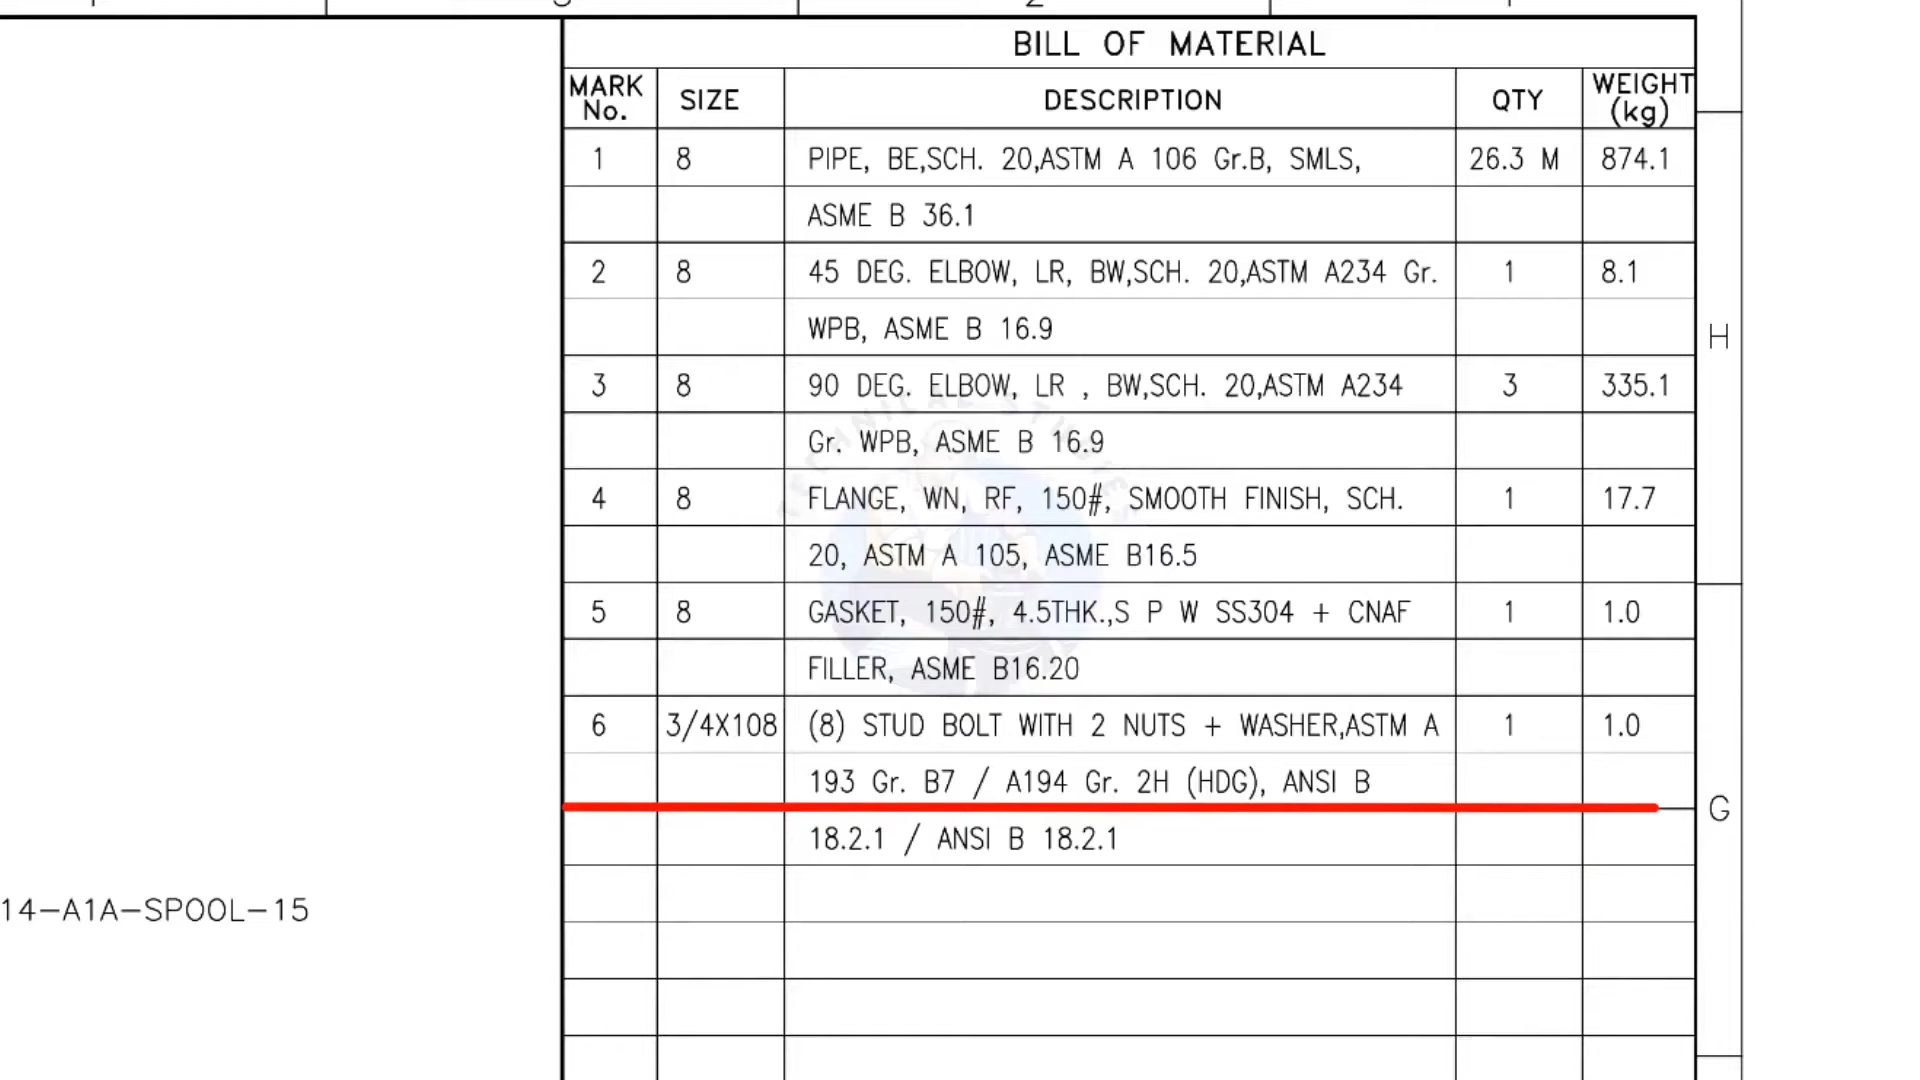 BILL OF MATERIAL
MARK No. SIZE DESCRIPTION QTY WEIGHT (kg)
1 8 PIPE, BE,SCH. 20,ASTM A 106 Gr.B, SMLS, 26.3 M 874.1
ASME B 36.1
2 8 45 DEG. ELBOW, LR, BW,SCH. 20,ASTM A234 Gr. 1 8.1
WPB, ASME B 16.9
H
3 8 90 DEG. ELBOW, LR , BW,SCH. 20,ASTM A234 3 335.1
Gr. WPB, ASME B 16.9
TECHNICAL STUDIES
4 8 FLANGE, WN, RF, 150#, SMOOTH FINISH, SCH. 1 17.7
20, ASTM A 105, ASME B16.5
5 8 GASKET, 150#, 4.5THK.,S P W SS304 + CNAF 1 1.0
FILLER, ASME B16.20
6 3/4X108 (8) STUD BOLT WITH 2 NUTS + WASHER,ASTM A 1 1.0
193 Gr. B7 / A194 Gr. 2H (HDG), ANSI B
G
18.2.1 / ANSI B 18.2.1
14-A1A-SPOOL-15